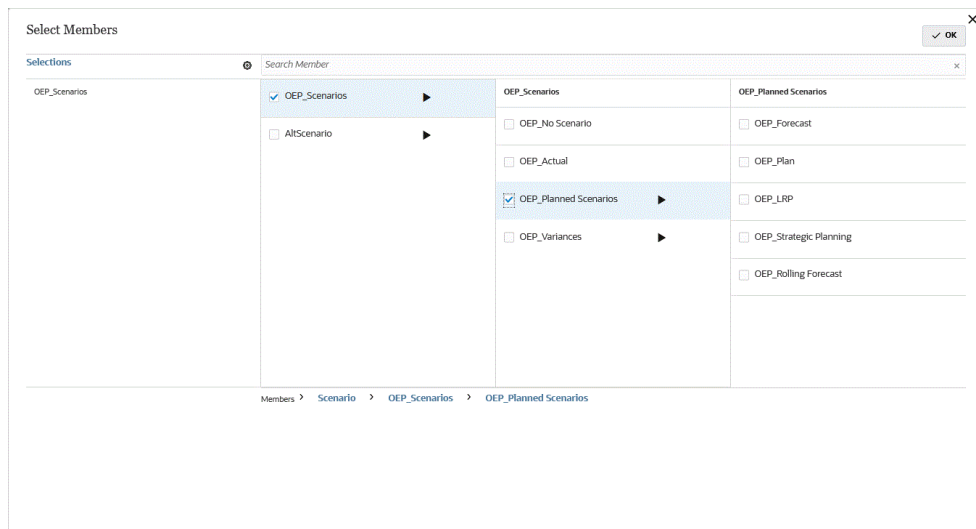 Select Members
OK
Selections
Search Member
OEP_Scenarios
OEP_Scenarios
AltScenario
OEP_Scenarios
OEP_No Scenario
OEP_Actual
OEP_Planned Scenarios
OEP_Variances
OEP_Planned Scenarios
OEP_Forecast
OEP_Plan
OEP_LRP
OEP_Strategic Planning
OEP_Rolling Forecast
Members > Scenario > OEP_Scenarios > OEP_Planned Scenarios